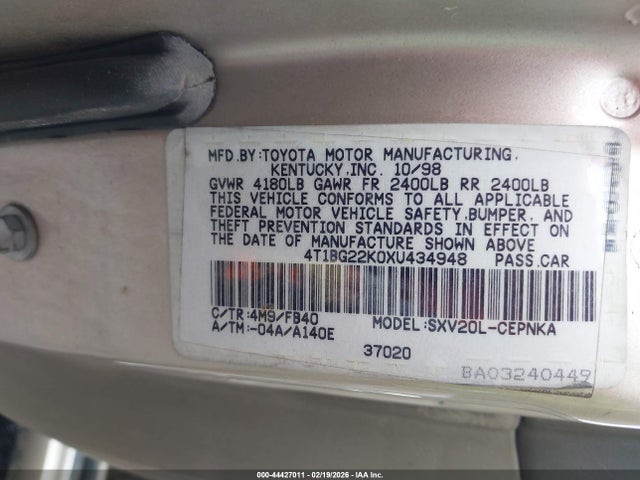 MFD.BY:TOYOTA MOTOR MANUFACTURING.
KENTUCKY.INC. 10/98
GVWR 4180LB GAWR FR 2400LB RR 2400LB
THIS VEHICLE CONFORMS TO ALL APPLICABLE
FEDERAL MOTOR VEHICLE SAFETY.BUMPER. AND
THEFT PREVENTION STANDARDS IN EFFECT ON
THE DATE OF MANUFACTURE SHOWN ABOVE
4T1BG22K0XU434948 PASS.CAR
C/TR:4M9/FB40 MODEL:SXV20L-CEPNKA
A/TM:-04A/A140E
37020
BA03240449
000-44427011 - 02/19/2026 - IAA Inc.